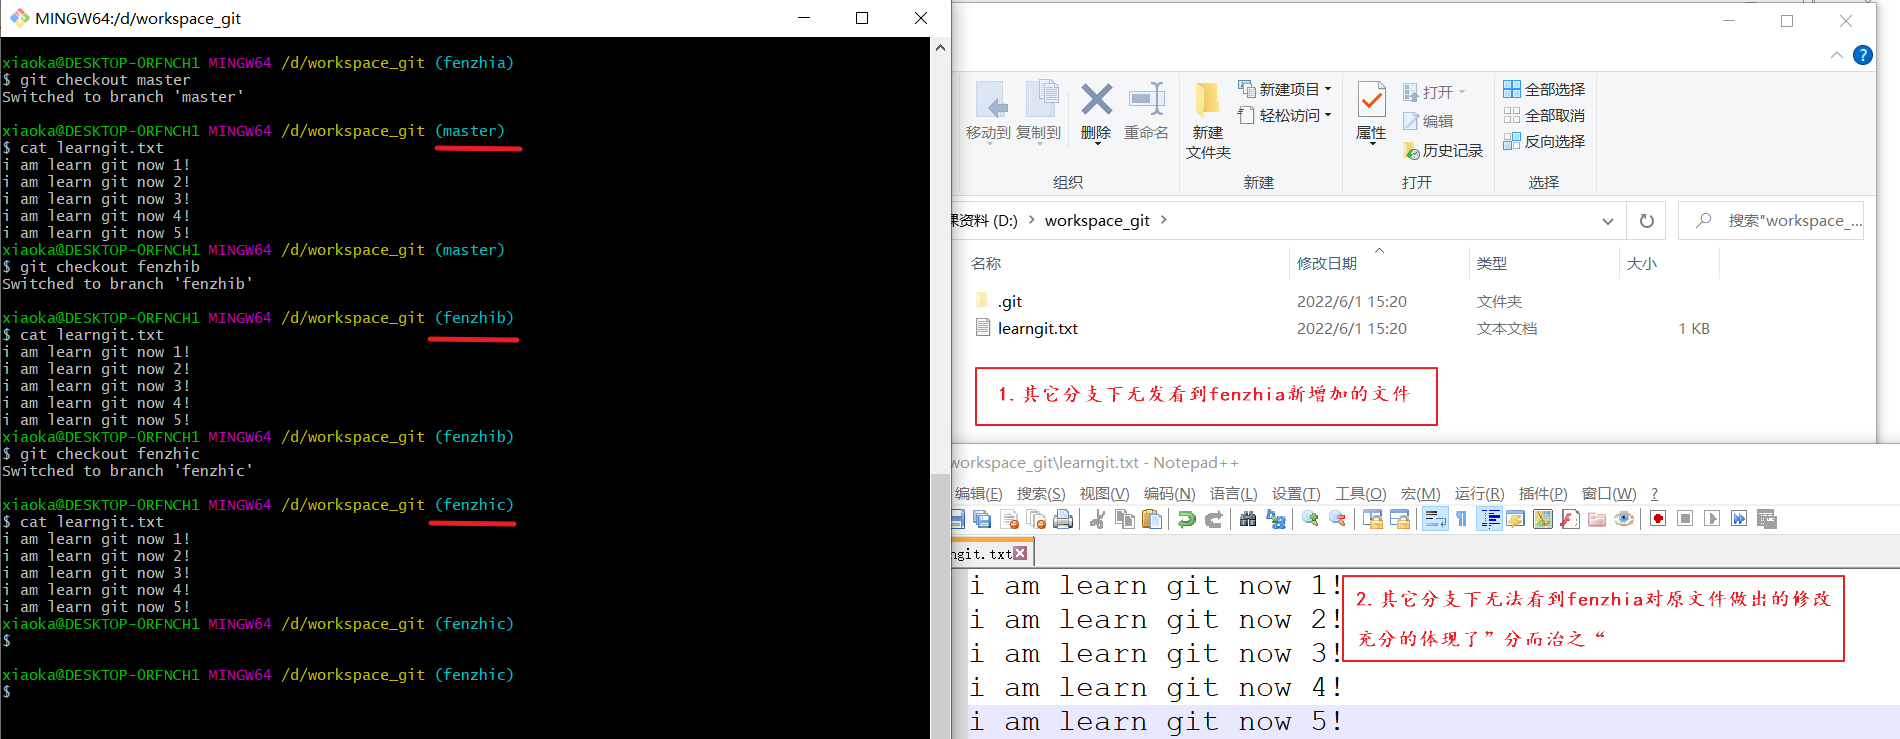 MINGW64:/d/workspace_git
xiaoka@DESKTOP-ORFNCH1 MINGW64 /d/workspace_git (fenzhia)
$ git checkout master
Switched to branch 'master'
xiaoka@DESKTOP-ORFNCH1 MINGW64 /d/workspace_git (master)
$ cat learngit.txt
i am learn git now 1!
i am learn git now 2!
i am learn git now 3!
i am learn git now 4!
i am learn git now 5!
xiaoka@DESKTOP-ORFNCH1 MINGW64 /d/workspace_git (master)
$ git checkout fenzhib
Switched to branch 'fenzhib'
xiaoka@DESKTOP-ORFNCH1 MINGW64 /d/workspace_git (fenzhib)
$ cat learngit.txt
i am learn git now 1!
i am learn git now 2!
i am learn git now 3!
i am learn git now 4!
i am learn git now 5!
xiaoka@DESKTOP-ORFNCH1 MINGW64 /d/workspace_git (fenzhib)
$ git checkout fenzhic
Switched to branch 'fenzhic'
xiaoka@DESKTOP-ORFNCH1 MINGW64 /d/workspace_git (fenzhic)
$ cat learngit.txt
i am learn git now 1!
i am learn git now 2!
i am learn git now 3!
i am learn git now 4!
i am learn git now 5!
xiaoka@DESKTOP-ORFNCH1 MINGW64 /d/workspace_git (fenzhic)
$
xiaoka@DESKTOP-ORFNCH1 MINGW64 /d/workspace_git (fenzhic)
$
移动到 复制到 删除 重命名 新建文件夹 新建项目 轻松访问 属性 打开 编辑 历史记录 全部选择 全部取消 反向选择
组织 新建 打开 选择
课资料 (D:) workspace_git 搜索"workspace_...
名称 修改日期 类型 大小
.git 2022/6/1 15:20 文件夹
learngit.txt 2022/6/1 15:20 文本文档 1 KB
1. 其它分支下无发看到fenzhia新增加的文件
workspace_git\learngit.txt - Notepad++
编辑(E) 搜索(S) 视图(V) 编码(N) 语言(L) 设置(T) 工具(O) 宏(M) 运行(R) 插件(P) 窗口(W) ?
ngit.txt
i am learn git now 1!
i am learn git now 2!
i am learn git now 3!
i am learn git now 4!
i am learn git now 5!
2. 其它分支下无法看到fenzhia对原文件做出的修改
充分的体现了”分而治之“